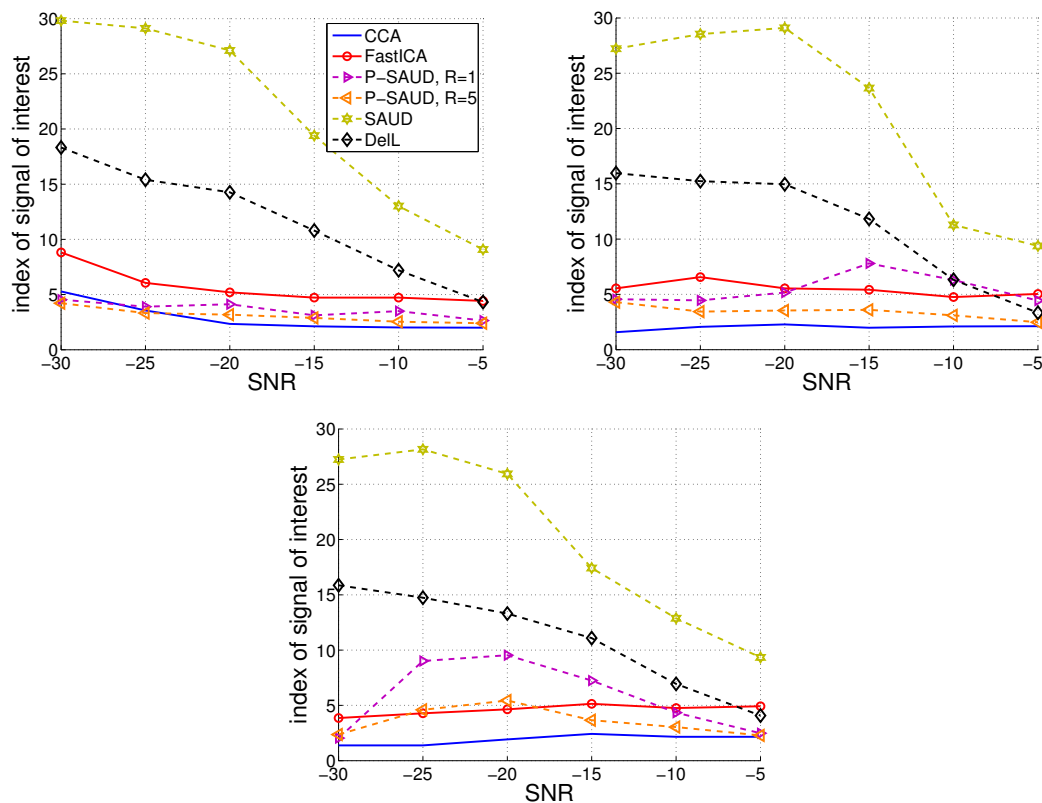 index of signal of interest
30
25
20
15
10
5
0
−30 −25 −20 −15 −10 −5
SNR
CCA
FastICA
P−SAUD, R=1
P−SAUD, R=5
SAUD
DelL
index of signal of interest
30
25
20
15
10
5
0
−30 −25 −20 −15 −10 −5
SNR
index of signal of interest
30
25
20
15
10
5
0
−30 −25 −20 −15 −10 −5
SNR